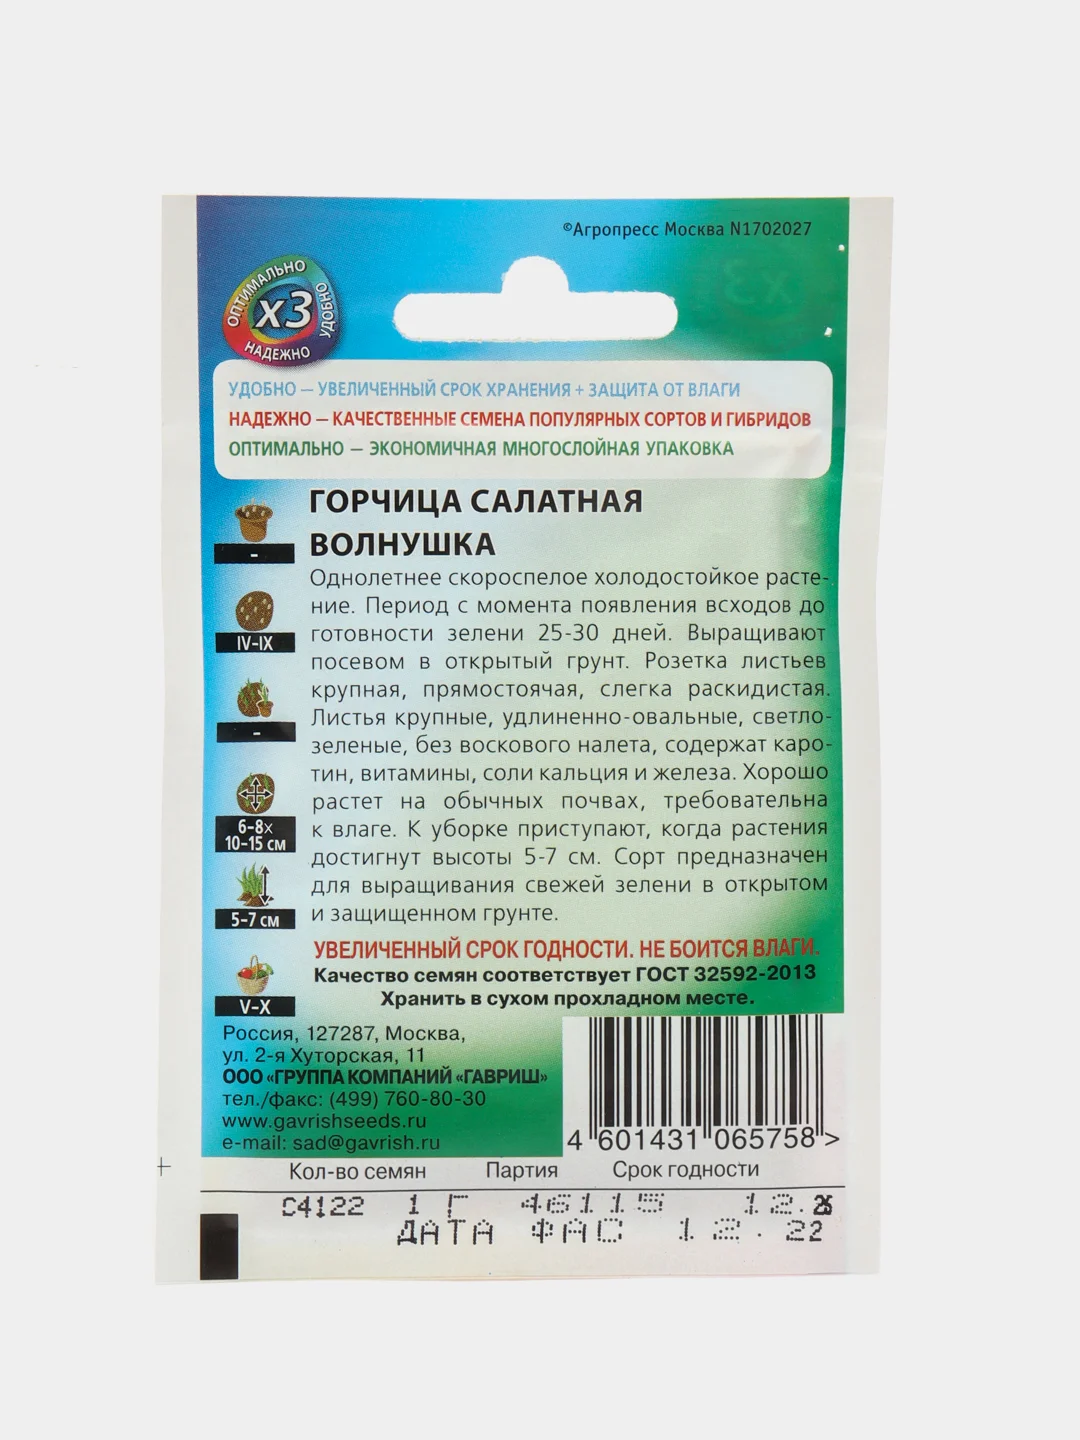 ©Агропресс Москва N1702027
ОПТИМАЛЬНО
УДОБНО
х3
НАДЕЖНО
УДОБНО — УВЕЛИЧЕННЫЙ СРОК ХРАНЕНИЯ + ЗАЩИТА ОТ ВЛАГИ
НАДЕЖНО — КАЧЕСТВЕННЫЕ СЕМЕНА ПОПУЛЯРНЫХ СОРТОВ И ГИБРИДОВ
ОПТИМАЛЬНО — ЭКОНОМИЧНАЯ МНОГОСЛОЙНАЯ УПАКОВКА
ГОРЧИЦА САЛАТНАЯ
ВОЛНУШКА
Однолетнее скороспелое холодостойкое расте-
ние. Период с момента появления всходов до
готовности зелени 25-30 дней. Выращивают
посевом в открытый грунт. Розетка листьев
крупная, прямостоячая, слегка раскидистая.
Листья крупные, удлиненно-овальные, светло-
зеленые, без воскового налета, содержат каро-
тин, витамины, соли кальция и железа. Хорошо
растет на обычных почвах, требовательна
к влаге. К уборке приступают, когда растения
достигнут высоты 5-7 см. Сорт предназначен
для выращивания свежей зелени в открытом
и защищенном грунте.
-
IV-IX
-
6-8х
10-15 см
5-7 см
V-X
УВЕЛИЧЕННЫЙ СРОК ГОДНОСТИ. НЕ БОИТСЯ ВЛАГИ.
Качество семян соответствует ГОСТ 32592-2013
Хранить в сухом прохладном месте.
Россия, 127287, Москва,
ул. 2-я Хуторская, 11
ООО «ГРУППА КОМПАНИЙ «ГАВРИШ»
тел./факс: (499) 760-80-30
www.gavrishseeds.ru
e-mail: sad@gavrish.ru
4 601431 065758 >
Кол-во семян Партия Срок годности
С4122 1 Г 46115 12.
ДАТА ФАС 12.22